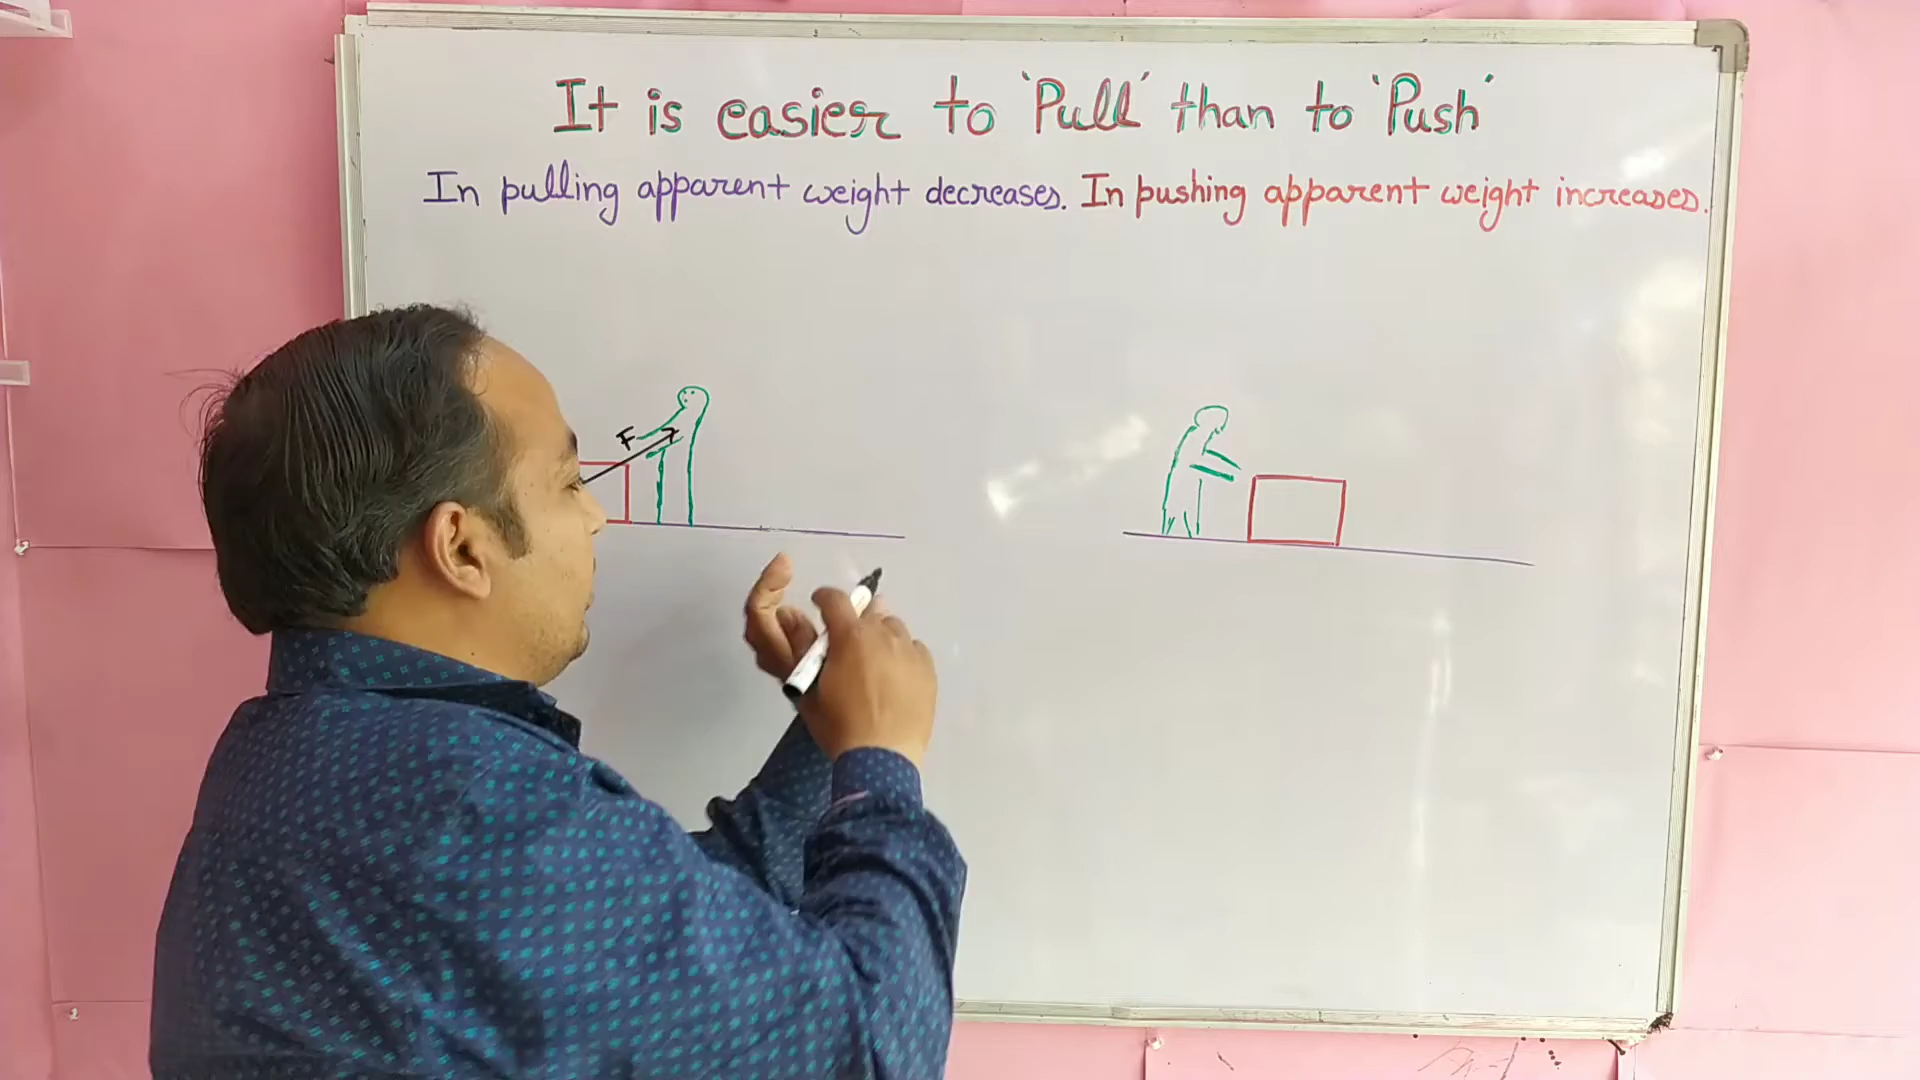 It is easier to 'Pull' than to 'Push'
In pulling apparent weight decreases. In pushing apparent weight increases.
F